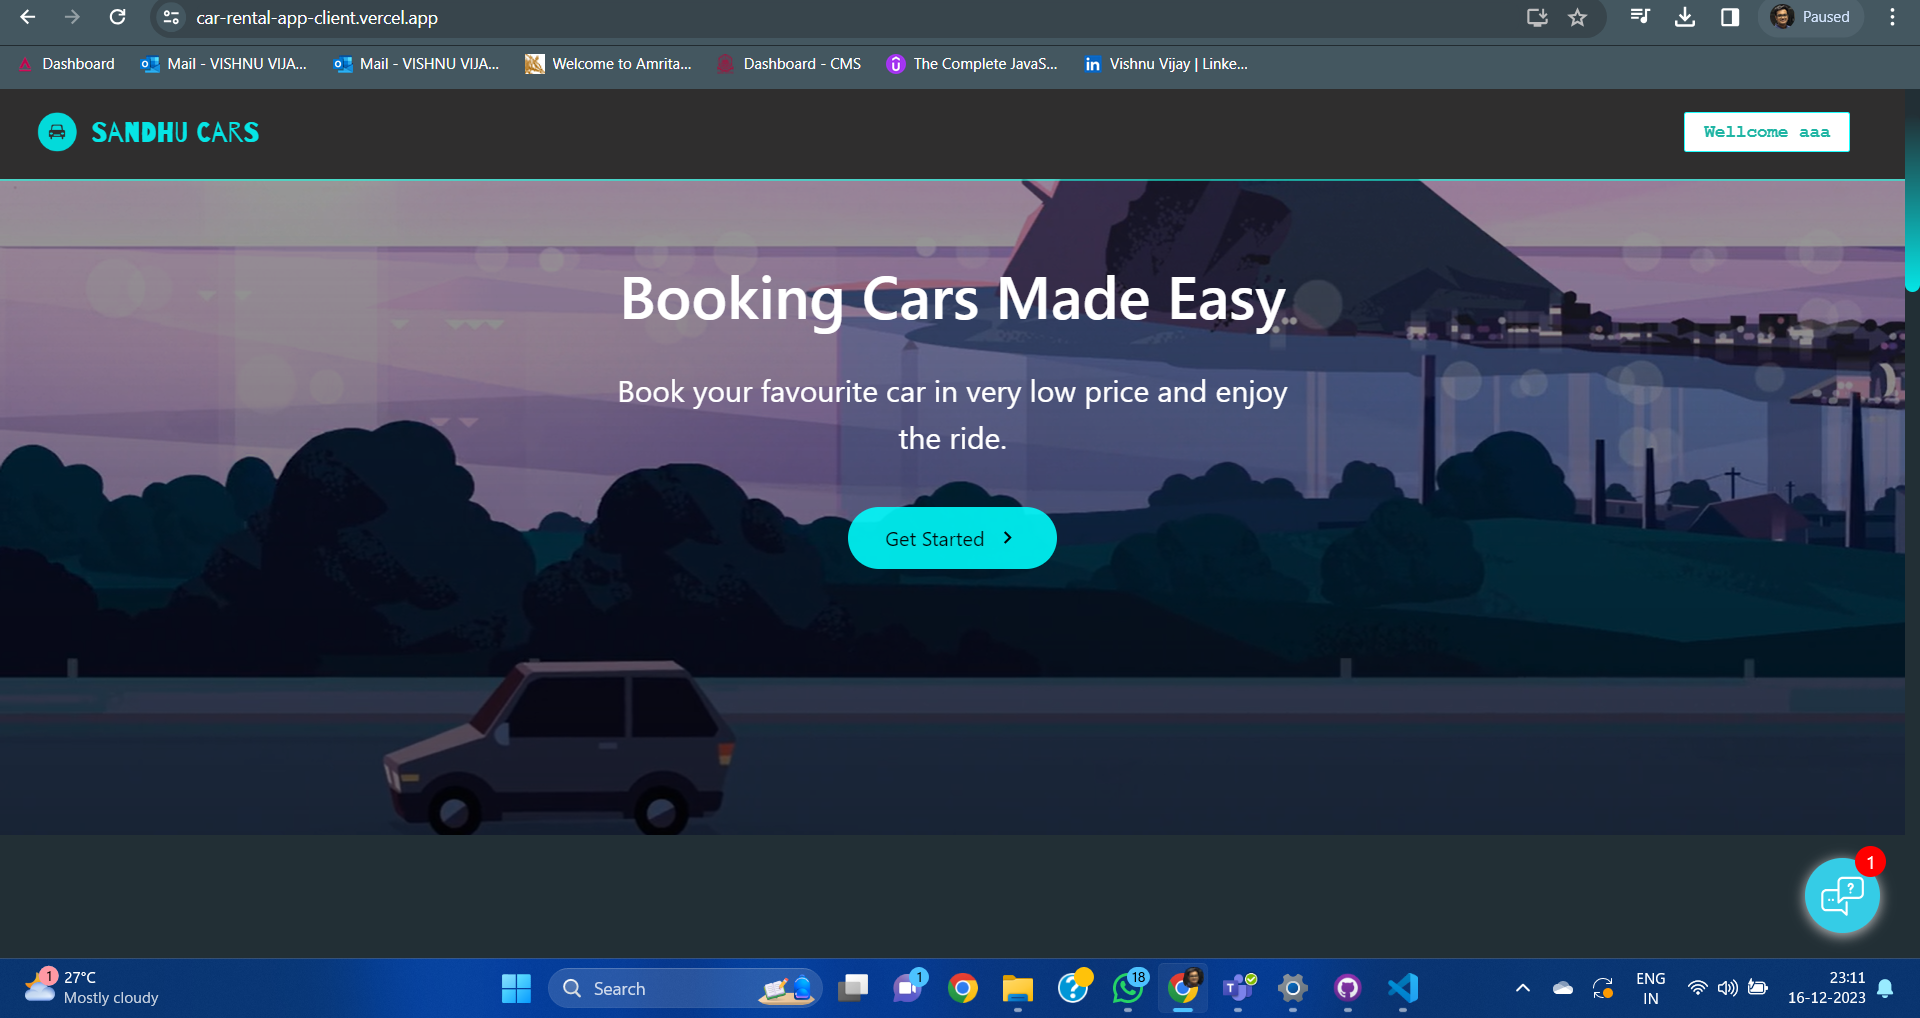 car-rental-app-client.vercel.app
Paused
Dashboard
Mail - VISHNU VIJA...
Mail - VISHNU VIJA...
Welcome to Amrita...
Dashboard - CMS
The Complete JavaS...
Vishnu Vijay | Linke...
SANDHU CARS
Wellcome aaa
Booking Cars Made Easy
Book your favourite car in very low price and enjoy
the ride.
Get Started
1
1
27°C
Mostly cloudy
Search
1
18
ENG
IN
23:11
16-12-2023